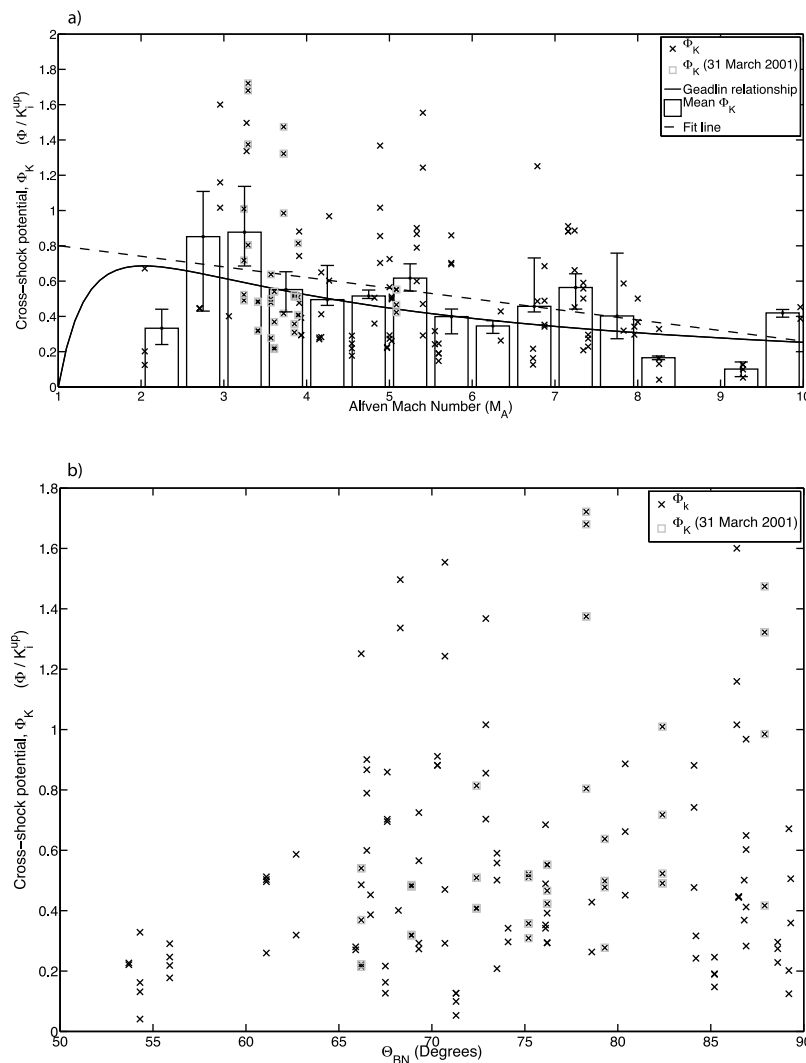 a)
2
1.8
1.6
1.4
1.2
1
0.8
0.6
0.4
0.2
0
Cross−shock potential, Φ_K (Φ / K_i^up)
Φ_K
Φ_K (31 March 2001)
Geadlin relationship
Mean Φ_K
Fit line
1 2 3 4 5 6 7 8 9 10
Alfven Mach Number (M_A)
b)
1.8
1.6
1.4
1.2
1
0.8
0.6
0.4
0.2
0
Cross−shock potential, Φ_K (Φ / K_i^up)
Φ_k
Φ_K (31 March 2001)
50 55 60 65 70 75 80 85 90
Θ_BN (Degrees)